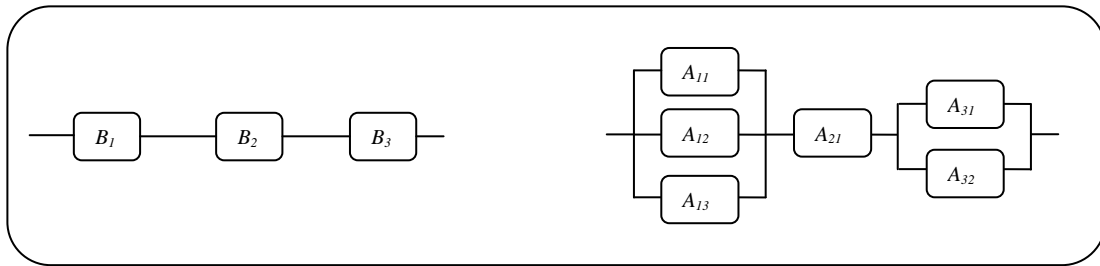 B₁ B₂ B₃
A₁₁
A₁₂
A₁₃
A₂₁
A₃₁
A₃₂